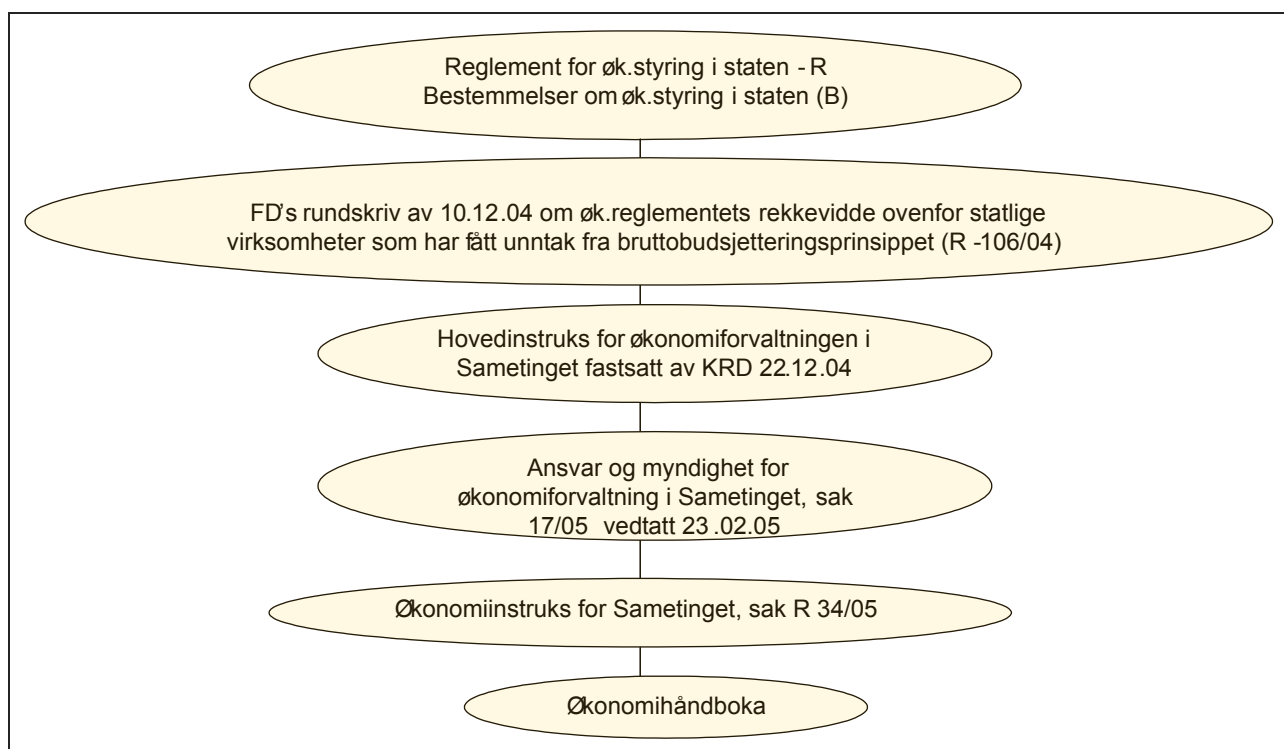 Reglement for øk.styring i staten - R
Bestemmelser om øk.styring i staten (B)
FD's rundskriv av 10.12.04 om øk.reglementets rekkevidde ovenfor statlige
virksomheter som har fått unntak fra bruttobudsjetteringsprinsippet (R -106/04)
Hovedinstruks for økonomiforvaltningen i
Sametinget fastsatt av KRD 22.12.04
Ansvar og myndighet for
økonomiforvaltning i Sametinget, sak
17/05 vedtatt 23 .02.05
Økonomiinstruks for Sametinget, sak R 34/05
Økonomihåndboka